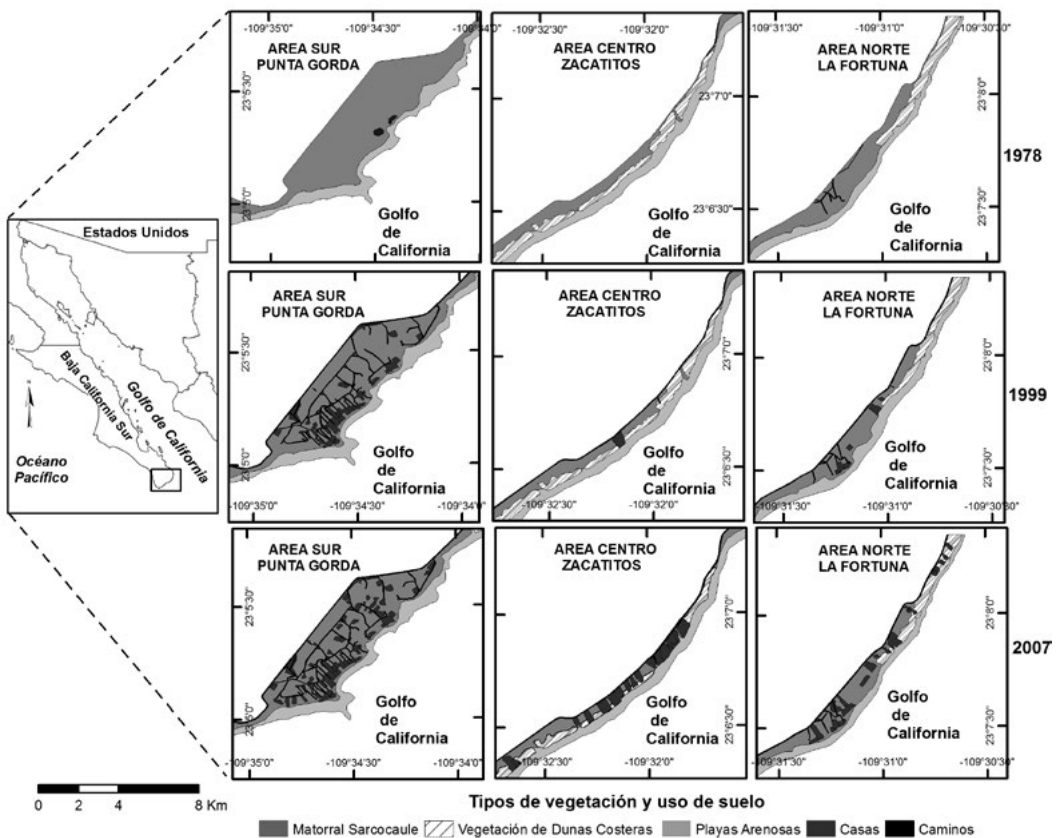 -109°35'0"
-109°34'30"
-109°34'0"
AREA SUR
PUNTA GORDA
23°5'30"
23°5'0"
Golfo
de
California
-109°32'30"
-109°32'0"
AREA CENTRO
ZACATITOS
23°7'0"
23°6'30"
Golfo
de
California
-109°31'30"
-109°31'0"
-109°30'30"
AREA NORTE
LA FORTUNA
23°8'0"
23°7'30"
Golfo
de
California
1978
Estados Unidos
Baja California Sur
Golfo de California
Océano
Pacífico
AREA SUR
PUNTA GORDA
23°5'30"
23°5'0"
Golfo
de
California
-109°35'0"
-109°34'30"
-109°34'0"
AREA CENTRO
ZACATITOS
23°7'0"
23°6'30"
Golfo
de
California
-109°32'30"
-109°32'0"
AREA NORTE
LA FORTUNA
23°8'0"
23°7'30"
Golfo
de
California
-109°31'30"
-109°31'0"
-109°30'30"
1999
AREA SUR
PUNTA GORDA
23°5'30"
23°5'0"
Golfo
de
California
-109°35'0"
-109°34'30"
-109°34'0"
AREA CENTRO
ZACATITOS
23°7'0"
23°6'30"
Golfo
de
California
-109°32'30"
-109°32'0"
AREA NORTE
LA FORTUNA
23°8'0"
23°7'30"
Golfo
de
California
-109°31'30"
-109°31'0"
-109°30'30"
2007
0 2 4 8 Km
Tipos de vegetación y uso de suelo
Matorral Sarcocaule Vegetación de Dunas Costeras Playas Arenosas Casas Caminos